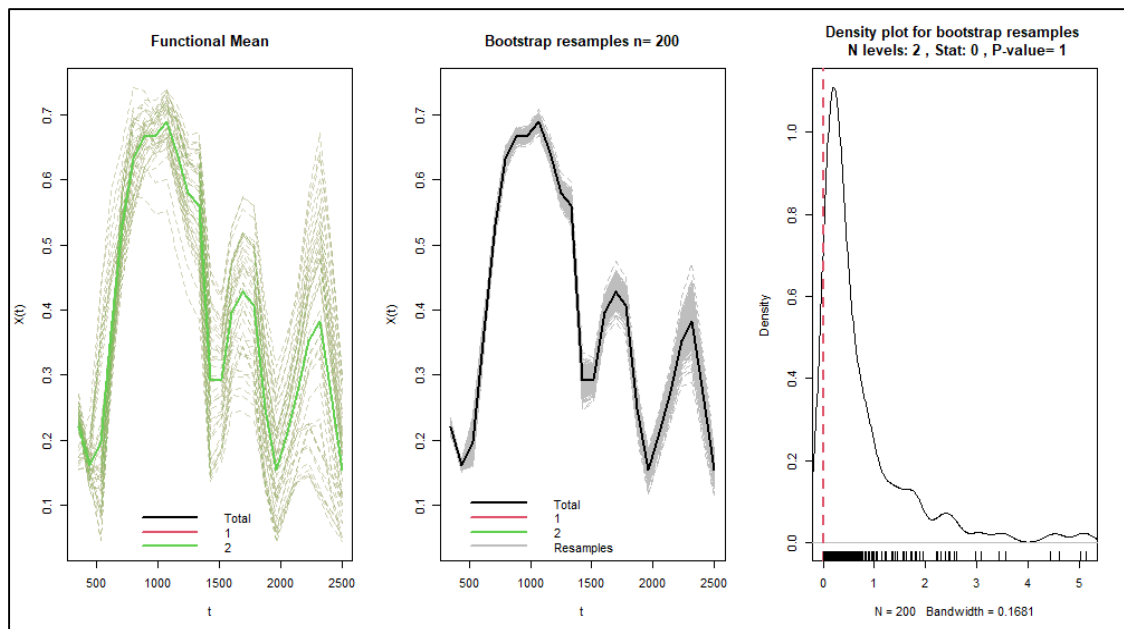 Functional Mean
X(t)
0.7
0.6
0.5
0.4
0.3
0.2
0.1
Total
1
2
500 1000 1500 2000 2500
t
Bootstrap resamples n= 200
X(t)
0.7
0.6
0.5
0.4
0.3
0.2
0.1
Total
1
2
Resamples
500 1000 1500 2000 2500
t
Density plot for bootstrap resamples
N levels: 2 , Stat: 0 , P-value= 1
Density
1.0
0.8
0.6
0.4
0.2
0.0
0 1 2 3 4 5
N = 200 Bandwidth = 0.1681